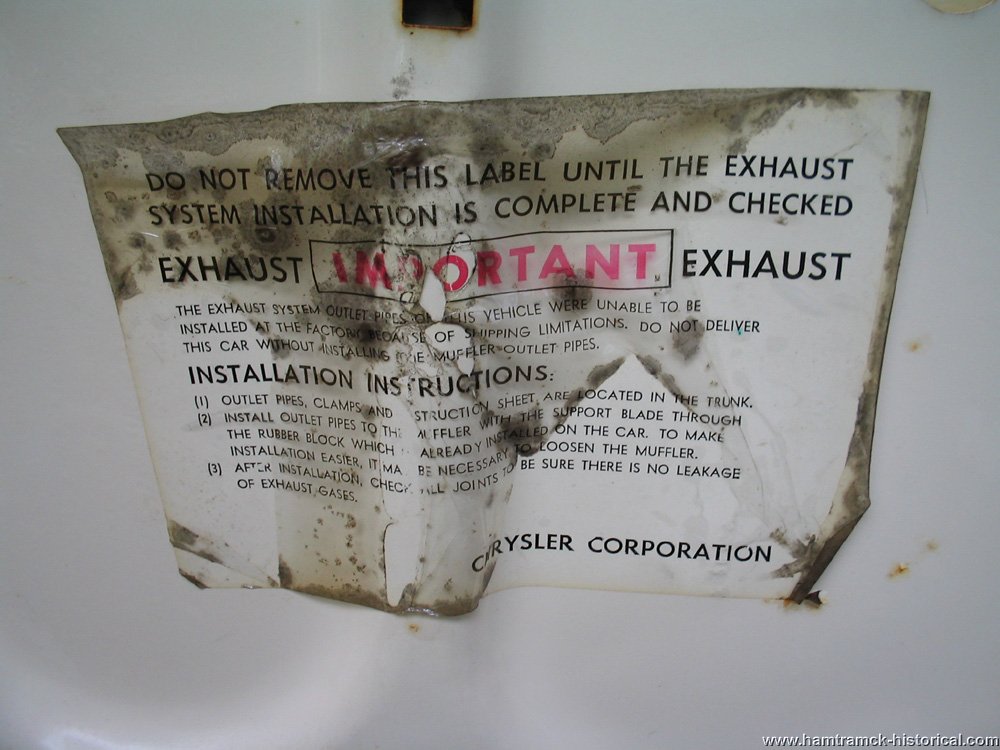 DO NOT REMOVE THIS LABEL UNTIL THE EXHAUST
SYSTEM INSTALLATION IS COMPLETE AND CHECKED
EXHAUST IMPORTANT EXHAUST
THE EXHAUST SYSTEM OUTLET PIPES OF THIS VEHICLE WERE UNABLE TO BE
INSTALLED AT THE FACTORY BECAUSE OF SHIPPING LIMITATIONS. DO NOT DELIVER
THIS CAR WITHOUT INSTALLING THE MUFFLER OUTLET PIPES.
INSTALLATION INSTRUCTIONS:
(1) OUTLET PIPES, CLAMPS AND STRUCTION SHEET ARE LOCATED IN THE TRUNK.
(2) INSTALL OUTLET PIPES TO THE MUFFLER WITH THE SUPPORT BLADE THROUGH
THE RUBBER BLOCK WHICH ALREADY INSTALLED ON THE CAR. TO MAKE
INSTALLATION EASIER, IT MA BE NECESSARY TO LOOSEN THE MUFFLER.
(3) AFTER INSTALLATION, CHECK ALL JOINTS TO BE SURE THERE IS NO LEAKAGE
OF EXHAUST GASES.
CHRYSLER CORPORATION
www.hamtramck-historical.com